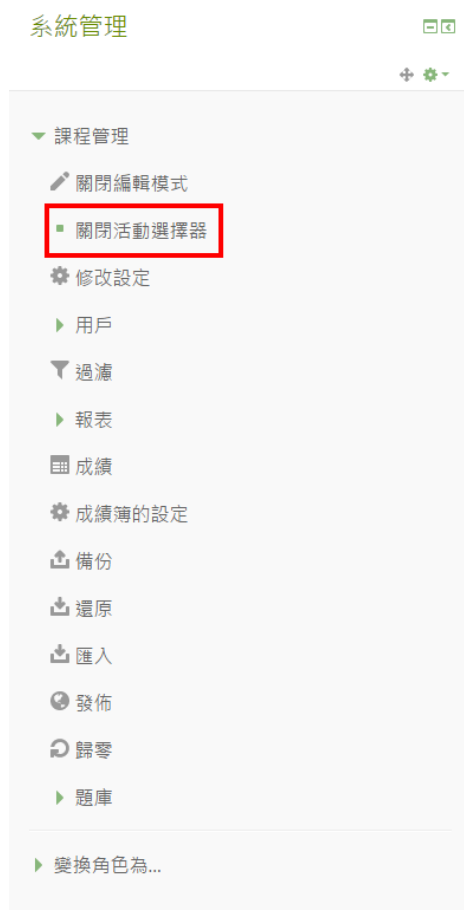 系統管理
課程管理
關閉編輯模式
關閉活動選擇器
修改設定
用戶
過濾
報表
成績
成績簿的設定
備份
還原
匯入
發佈
歸零
題庫
變換角色為...